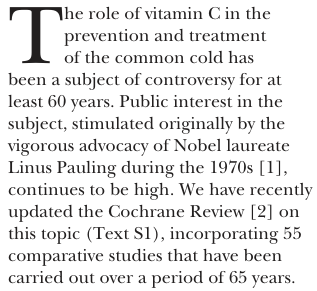 The role of vitamin C in the
prevention and treatment
of the common cold has
been a subject of controversy for at
least 60 years. Public interest in the
subject, stimulated originally by the
vigorous advocacy of Nobel laureate
Linus Pauling during the 1970s [1],
continues to be high. We have recently
updated the Cochrane Review [2] on
this topic (Text S1), incorporating 55
comparative studies that have been
carried out over a period of 65 years.